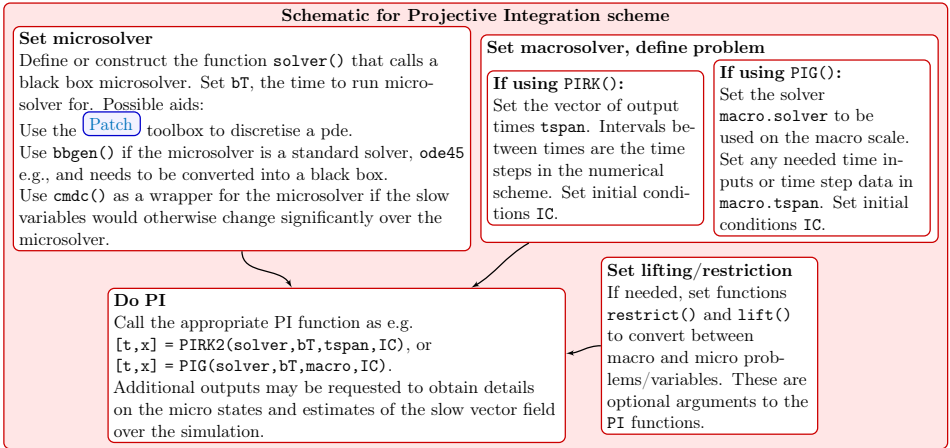 Schematic for Projective Integration scheme
Set microsolver
Define or construct the function solver() that calls a
black box microsolver. Set bT, the time to run micro-
solver for. Possible aids:
Use the Patch toolbox to discretise a pde.
Use bbgen() if the microsolver is a standard solver, ode45
e.g., and needs to be converted into a black box.
Use cmdc() as a wrapper for the microsolver if the slow
variables would otherwise change significantly over the
microsolver.
Set macrosolver, define problem
If using PIRK():
Set the vector of output
times tspan. Intervals be-
tween times are the time
steps in the numerical
scheme. Set initial condi-
tions IC.
If using PIG():
Set the solver
macro.solver to be
used on the macro scale.
Set any needed time in-
puts or time step data in
macro.tspan. Set initial
conditions IC.
Do PI
Call the appropriate PI function as e.g.
[t,x] = PIRK2(solver,bT,tspan,IC), or
[t,x] = PIG(solver,bT,macro,IC).
Additional outputs may be requested to obtain details
on the micro states and estimates of the slow vector field
over the simulation.
Set lifting/restriction
If needed, set functions
restrict() and lift()
to convert between
macro and micro prob-
lems/variables. These are
optional arguments to the
PI functions.